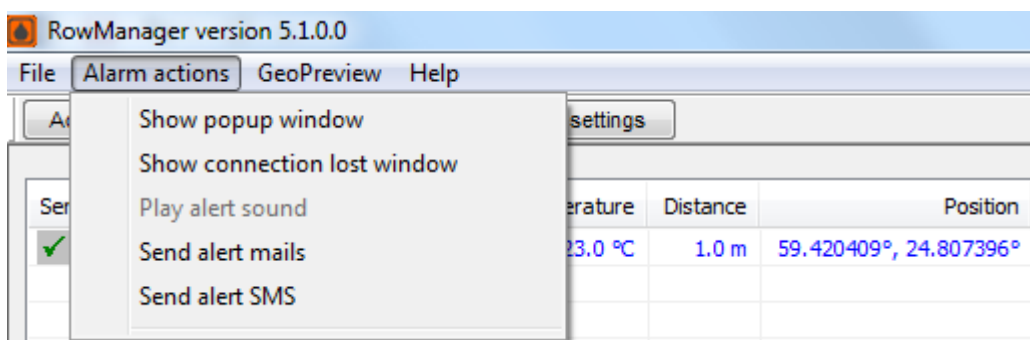 RowManager version 5.1.0.0
File Alarm actions GeoPreview Help
settings
Show popup window
Show connection lost window
Distance Position
Play alert sound
23.0 ºC 1.0 m 59.420409°, 24.807396°
Send alert mails
Send alert SMS